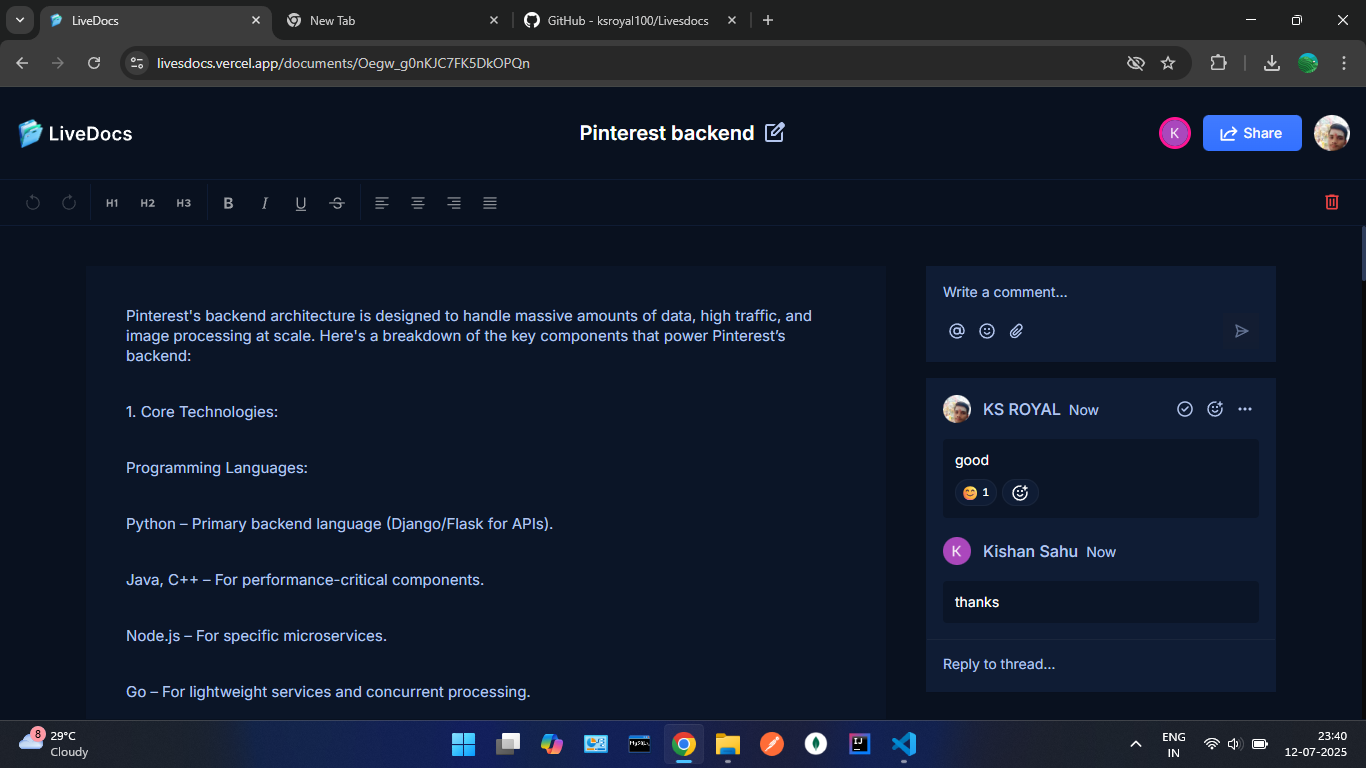 LiveDocs
New Tab
GitHub - ksroyal100/Livesdocs
livesdocs.vercel.app/documents/Oegw_g0nKJC7FK5DkOPQn
LiveDocs
Pinterest backend
K
Share
H1 H2 H3 B I U S
Pinterest's backend architecture is designed to handle massive amounts of data, high traffic, and
image processing at scale. Here's a breakdown of the key components that power Pinterest’s
backend:
1. Core Technologies:
Programming Languages:
Python – Primary backend language (Django/Flask for APIs).
Java, C++ – For performance-critical components.
Node.js – For specific microservices.
Go – For lightweight services and concurrent processing.
Write a comment…
@
KS ROYAL Now
good
1
K Kishan Sahu Now
thanks
Reply to thread…
8
29°C
Cloudy
MySQL
IJ
ENG
IN
23:40
12-07-2025